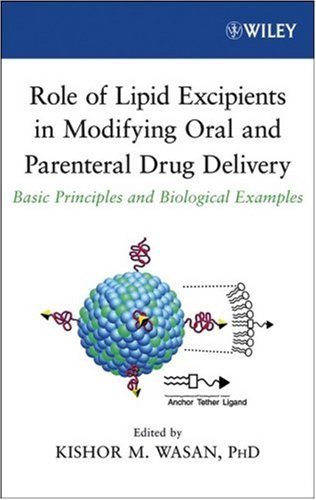 WILEY
Role of Lipid Excipients
in Modifying Oral and
Parenteral Drug Delivery
Basic Principles and Biological Examples
Anchor Tether Ligand
Edited by
KISHOR M. WASAN, PHD